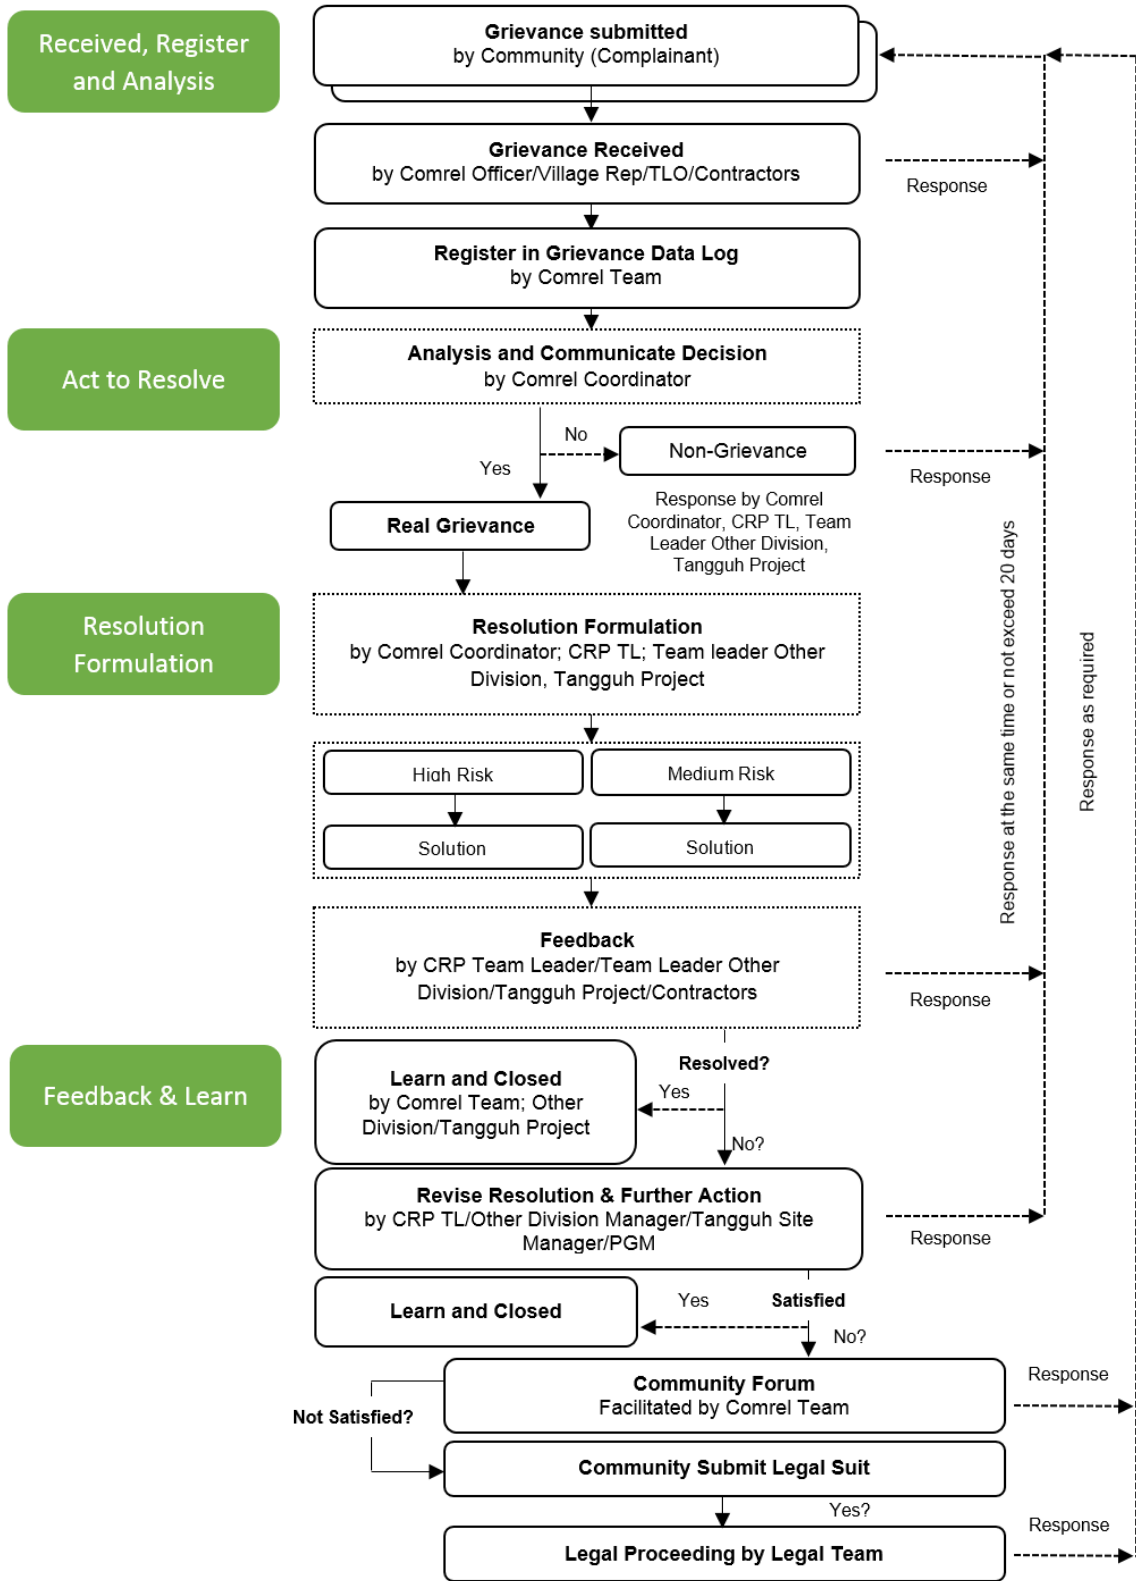 Received, Register
and Analysis
Grievance submitted
by Community (Complainant)
Grievance Received
by Comrel Officer/Village Rep/TLO/Contractors
Response
Register in Grievance Data Log
by Comrel Team
Act to Resolve
Analysis and Communicate Decision
by Comrel Coordinator
No
Yes
Non-Grievance
Response
Real Grievance
Response by Comrel
Coordinator, CRP TL, Team
Leader Other Division,
Tangguh Project
Resolution
Formulation
Resolution Formulation
by Comrel Coordinator; CRP TL; Team leader Other
Division, Tangguh Project
High Risk
Medium Risk
Solution
Solution
Response at the same time or not exceed 20 days
Response as required
Feedback
by CRP Team Leader/Team Leader Other
Division/Tangguh Project/Contractors
Response
Feedback & Learn
Resolved?
Learn and Closed
by Comrel Team; Other
Division/Tangguh Project
Yes
No?
Revise Resolution & Further Action
by CRP TL/Other Division Manager/Tangguh Site
Manager/PGM
Response
Learn and Closed
Yes
Satisfied
No?
Community Forum
Facilitated by Comrel Team
Response
Not Satisfied?
Community Submit Legal Suit
Yes?
Legal Proceeding by Legal Team
Response